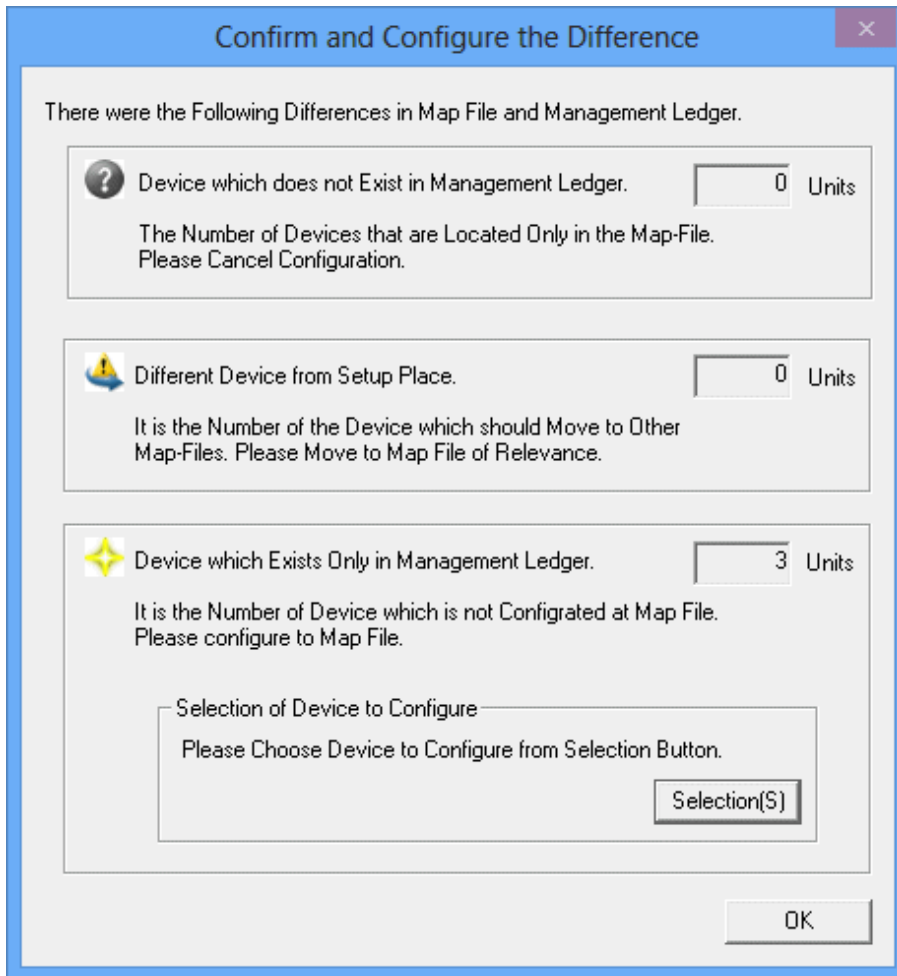 Confirm and Configure the Difference
There were the Following Differences in Map File and Management Ledger.
Device which does not Exist in Management Ledger. 0 Units
The Number of Devices that are Located Only in the Map-File.
Please Cancel Configuration.
Different Device from Setup Place. 0 Units
It is the Number of the Device which should Move to Other
Map-Files. Please Move to Map File of Relevance.
Device which Exists Only in Management Ledger. 3 Units
It is the Number of Device which is not Configrated at Map File.
Please configure to Map File.
Selection of Device to Configure
Please Choose Device to Configure from Selection Button.
Selection(S)
OK